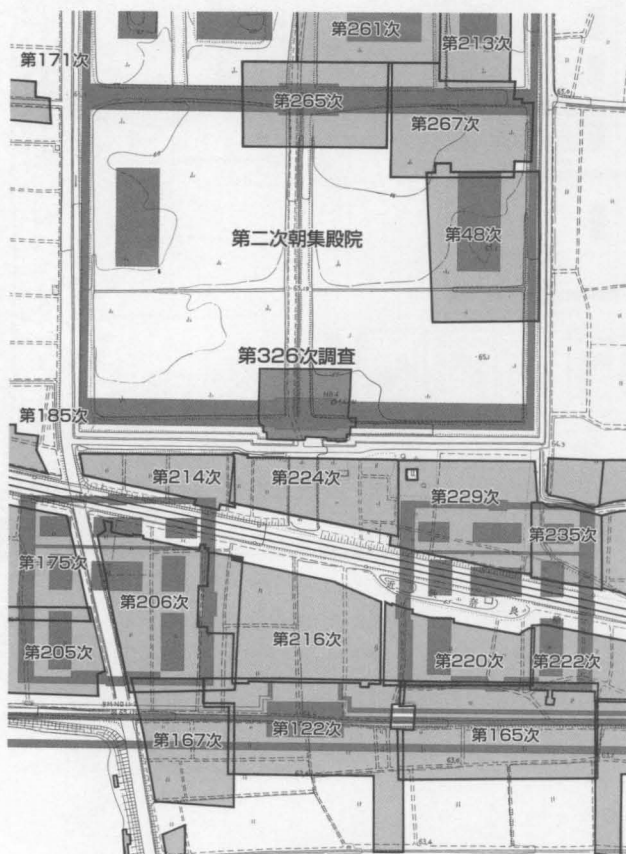 第261次
第213次
第171次
第265次
第267次
第48次
第二次朝集殿院
第326次調査
第185次
第214次
第224次
第229次
第235次
第175次
第206次
第216次
第205次
第220次
第222次
第122次
第167次
第165次